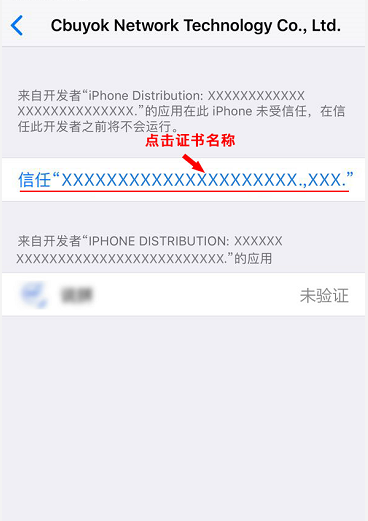 Cbuyok Network Technology Co., Ltd.
来自开发者“iPhone Distribution: XXXXXXXXXXXX
XXXXXXXXXXXXXX.”的应用在此 iPhone 未受信任，在信
任此开发者之前将不会运行。
点击证书名称
信任“XXXXXXXXXXXXXXXXXXXXXX.,XXX.”
来自开发者“IPHONE DISTRIBUTION: XXXXXX
XXXXXXXXXXXXXXXXXXXXXXXXX.”的应用
未验证